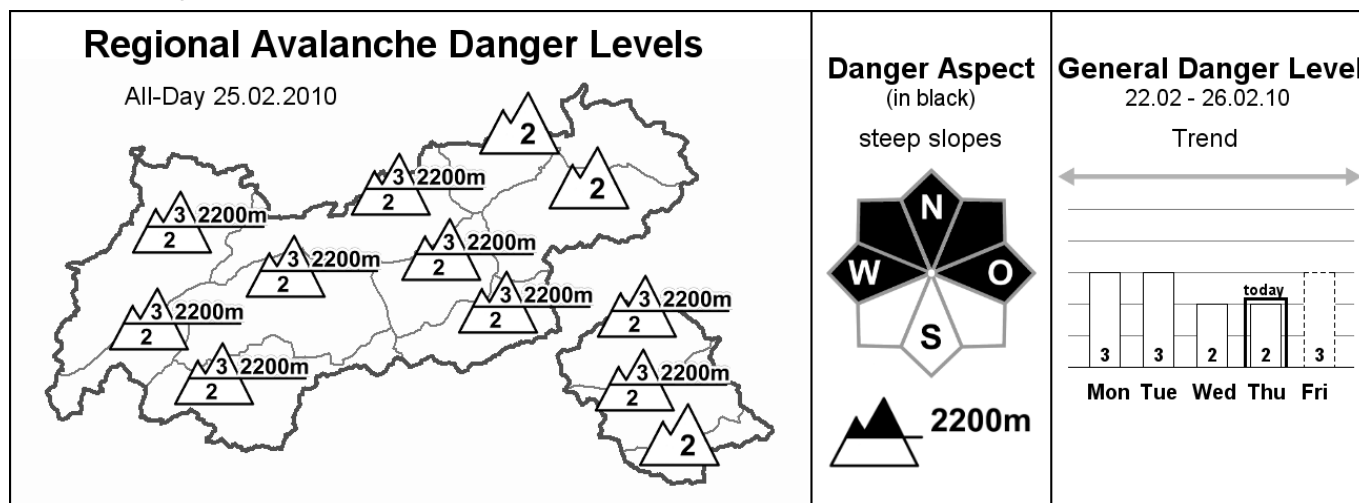 Regional Avalanche Danger Levels
All-Day 25.02.2010
2
2
3 2200m
2
3 2200m
2
3 2200m
2
3 2200m
2
3 2200m
2
3 2200m
2
3 2200m
2
3 2200m
2
3 2200m
2
2
Danger Aspect
(in black)
steep slopes
N
W
O
S
2200m
General Danger Level
22.02 - 26.02.10
Trend
today
3 3 2 2 3
Mon Tue Wed Thu Fri